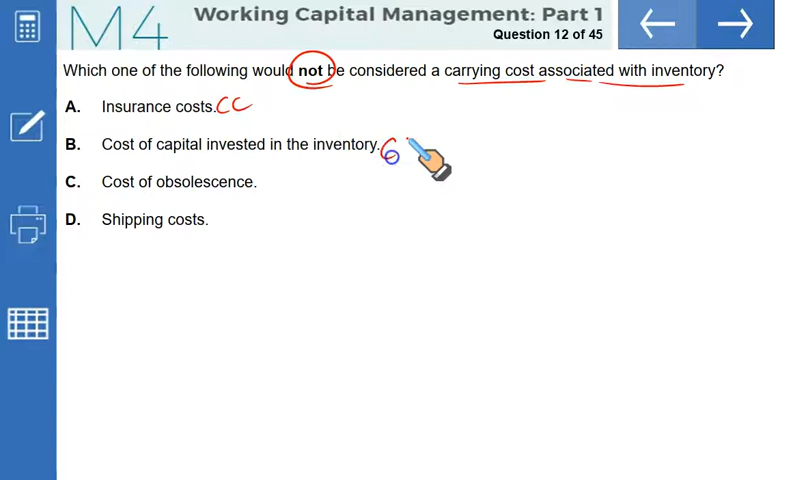 M4
Working Capital Management: Part 1
Question 12 of 45
Which one of the following would not be considered a carrying cost associated with inventory?
A. Insurance costs. CC
B. Cost of capital invested in the inventory. C
C. Cost of obsolescence.
D. Shipping costs.